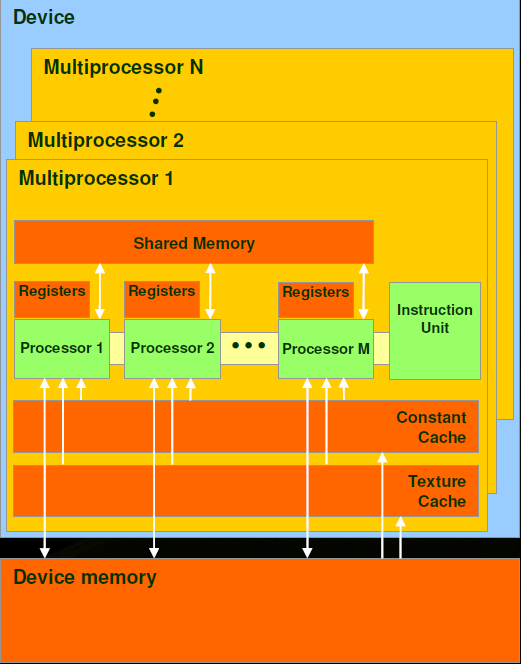 Device
Multiprocessor N
Multiprocessor 2
Multiprocessor 1
Shared Memory
Registers
Registers
Registers
Instruction
Unit
Processor 1
Processor 2
Processor M
Constant
Cache
Texture
Cache
Device memory